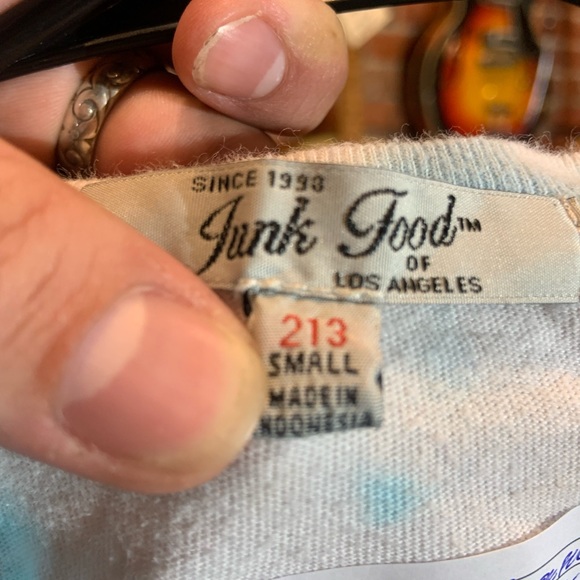 SINCE 1998
Junk Food™
OF
LOS ANGELES
213
SMALL
MADE IN
INDONESIA